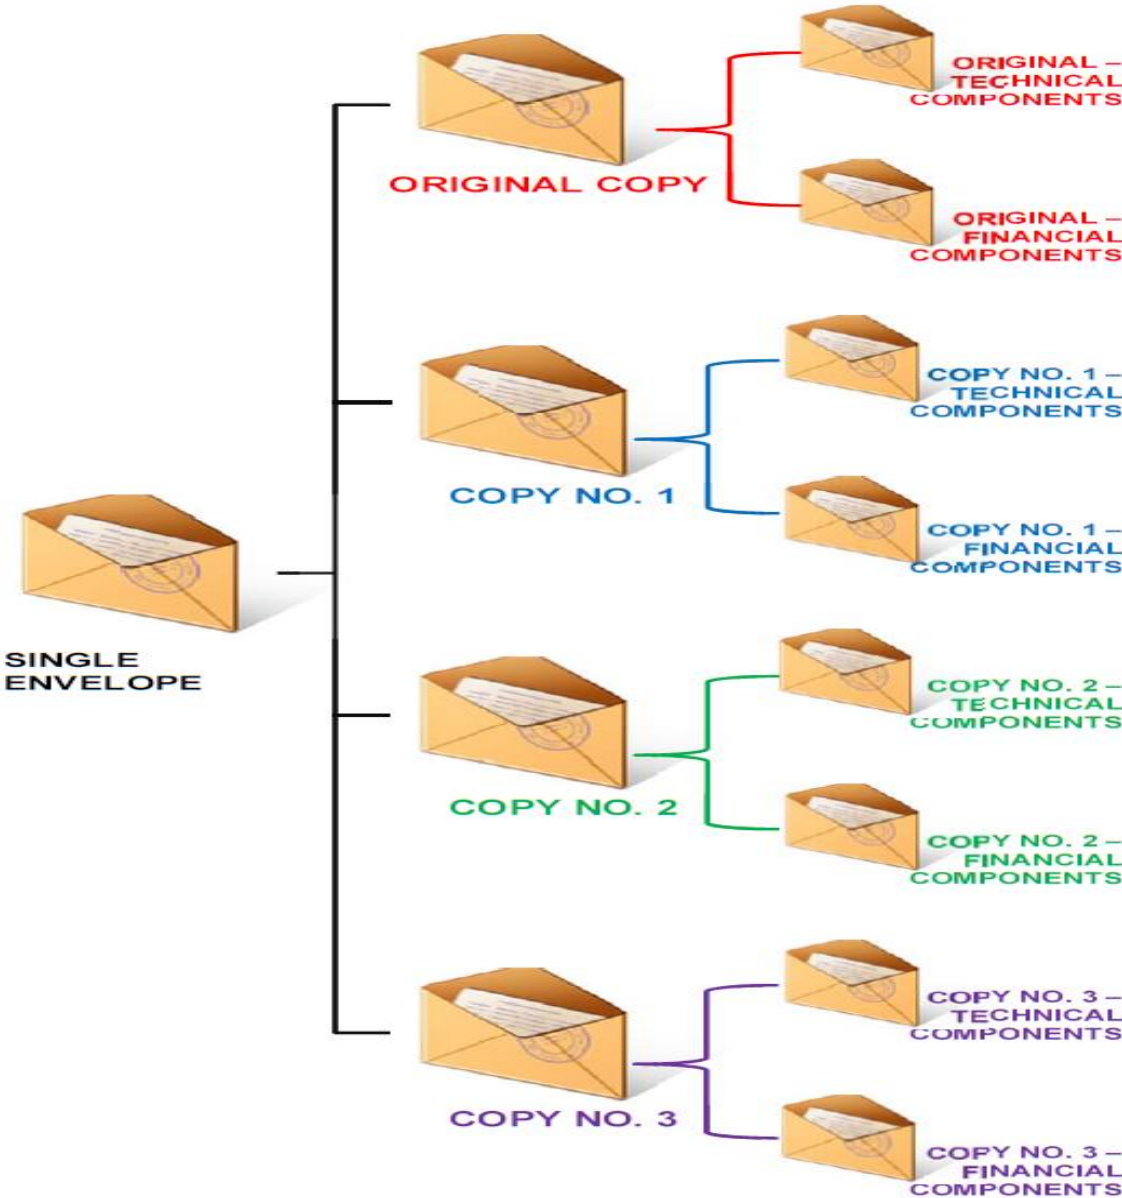 ORIGINAL –
TECHNICAL
COMPONENTS
ORIGINAL COPY
ORIGINAL –
FINANCIAL
COMPONENTS
COPY NO. 1 –
TECHNICAL
COMPONENTS
COPY NO. 1
COPY NO. 1 –
FINANCIAL
COMPONENTS
SINGLE
ENVELOPE
COPY NO. 2 –
TECHNICAL
COMPONENTS
COPY NO. 2
COPY NO. 2 –
FINANCIAL
COMPONENTS
COPY NO. 3 –
TECHNICAL
COMPONENTS
COPY NO. 3
COPY NO. 3 –
FINANCIAL
COMPONENTS